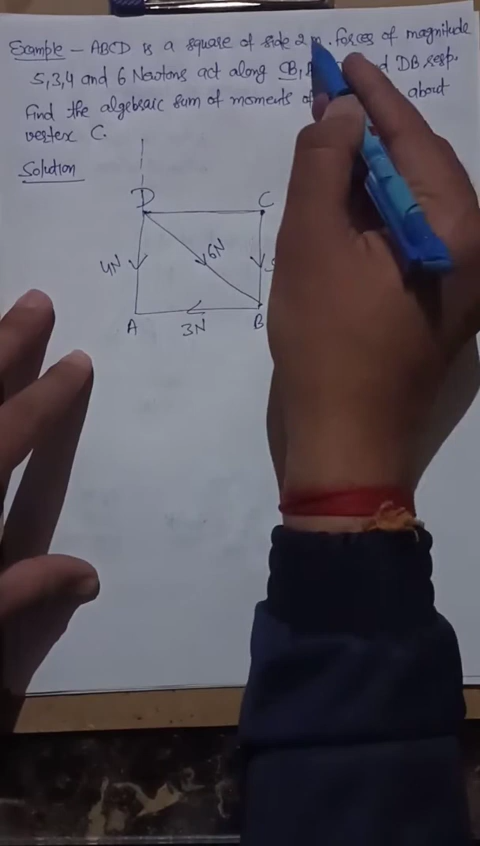 Example - ABCD is a square of side 2 m. forces of magnitude
5,3,4 and 6 Newtons act along CB, DB, resp.
Find the algebraic sum of moments about
vertex C.
Solution
D C
4N 6N
A 3N B